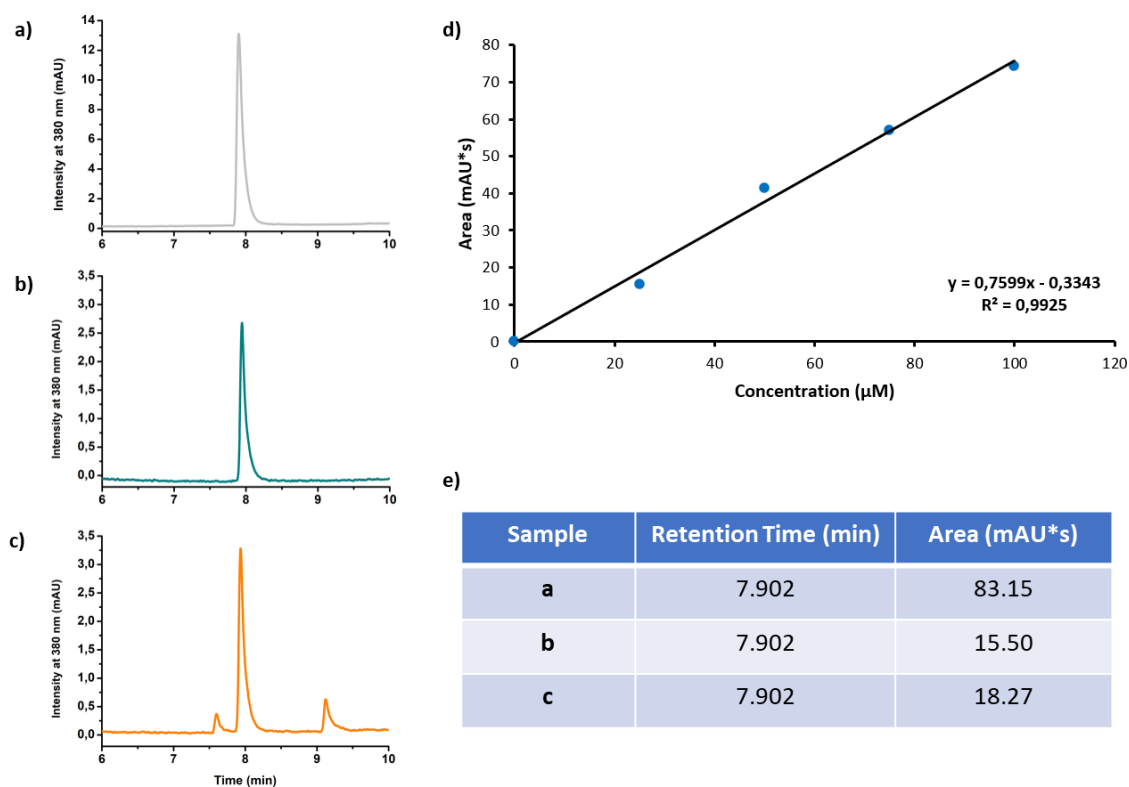 a)
Intensity at 380 nm (mAU)
14
12
10
8
6
4
2
0
6 7 8 9 10
b)
Intensity at 380 nm (mAU)
3,5
3,0
2,5
2,0
1,5
1,0
0,5
0,0
6 7 8 9 10
c)
Intensity at 380 nm (mAU)
3,5
3,0
2,5
2,0
1,5
1,0
0,5
0,0
6 7 8 9 10
Time (min)
d)
Area (mAU*s)
80
70
60
50
40
30
20
10
0
0 20 40 60 80 100 120
Concentration (µM)
y = 0,7599x - 0,3343
R² = 0,9925
e)
Sample Retention Time (min) Area (mAU*s)
a 7.902 83.15
b 7.902 15.50
c 7.902 18.27